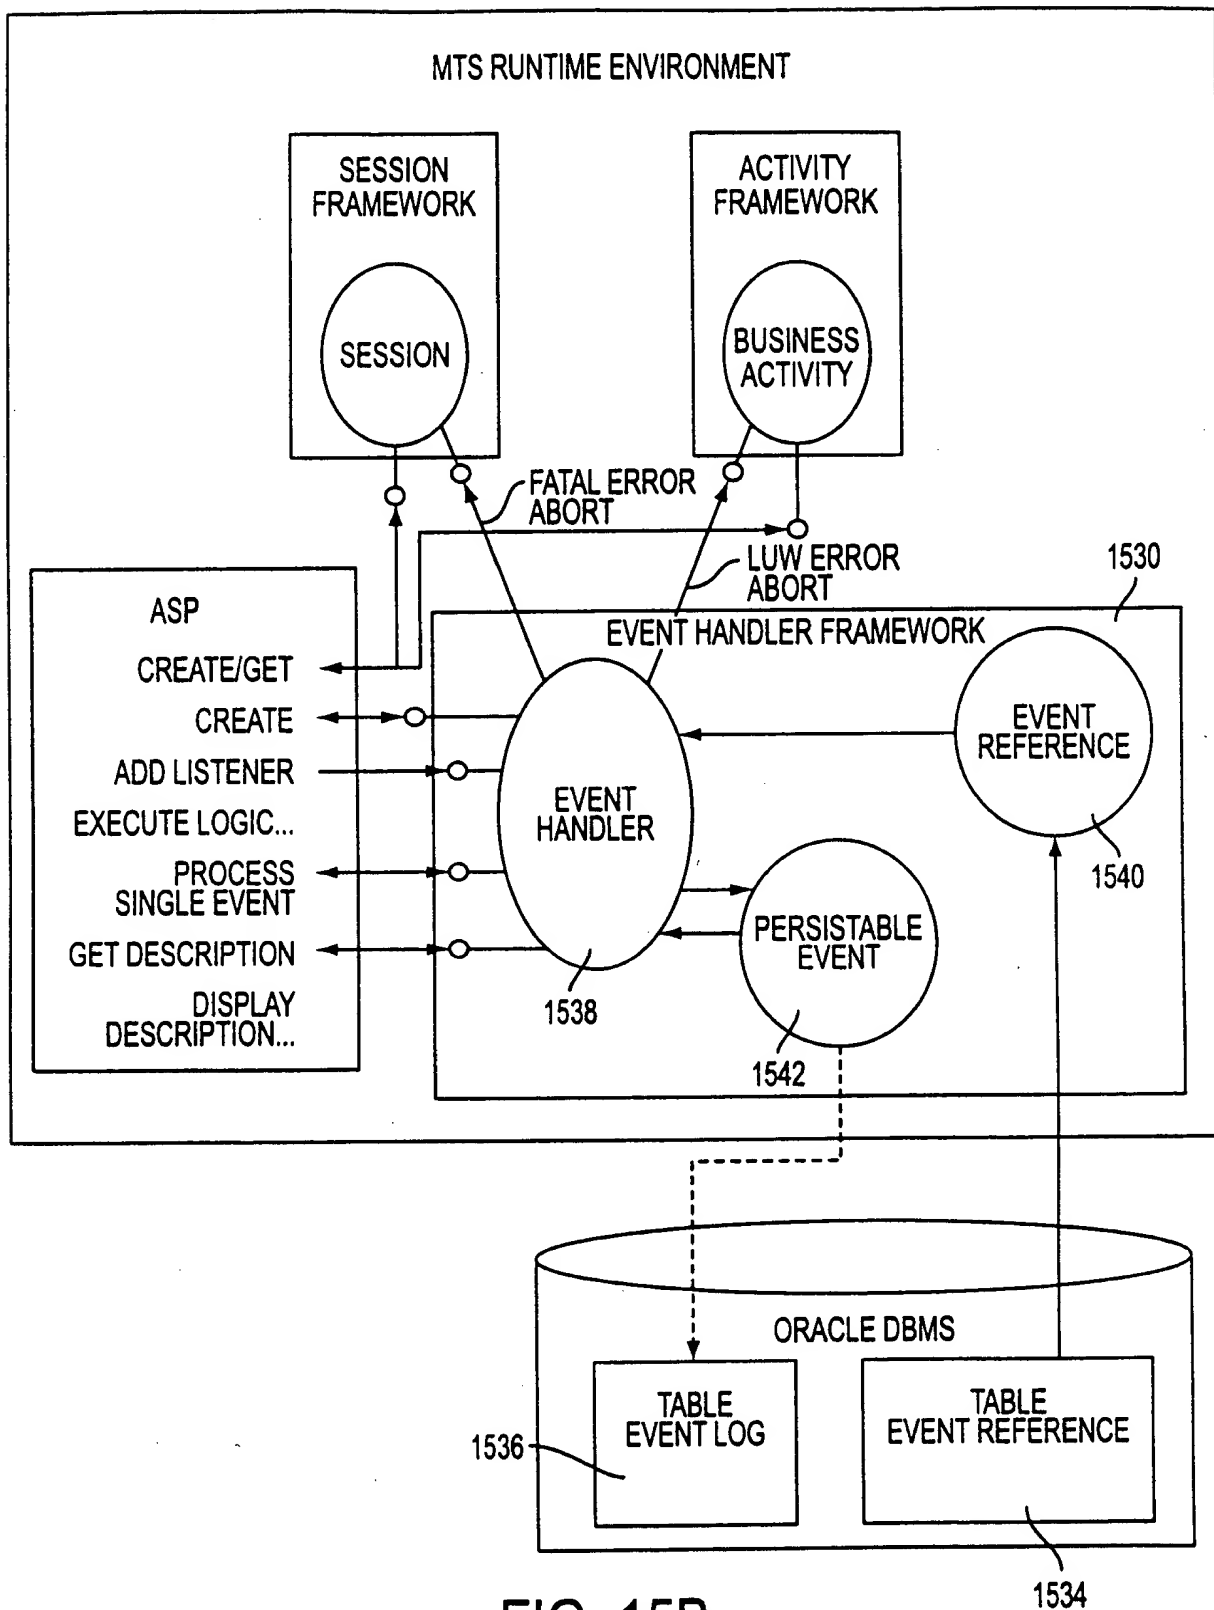 MTS RUNTIME ENVIRONMENT
SESSION
FRAMEWORK
SESSION
ACTIVITY
FRAMEWORK
BUSINESS
ACTIVITY
FATAL ERROR
ABORT
LUW ERROR
ABORT
1530
ASP
CREATE/GET
CREATE
ADD LISTENER
EXECUTE LOGIC...
PROCESS
SINGLE EVENT
GET DESCRIPTION
DISPLAY
DESCRIPTION...
EVENT HANDLER FRAMEWORK
EVENT
HANDLER
1538
EVENT
REFERENCE
1540
PERSISTABLE
EVENT
1542
ORACLE DBMS
TABLE
EVENT LOG
1536
TABLE
EVENT REFERENCE
1534
FIG. 15B